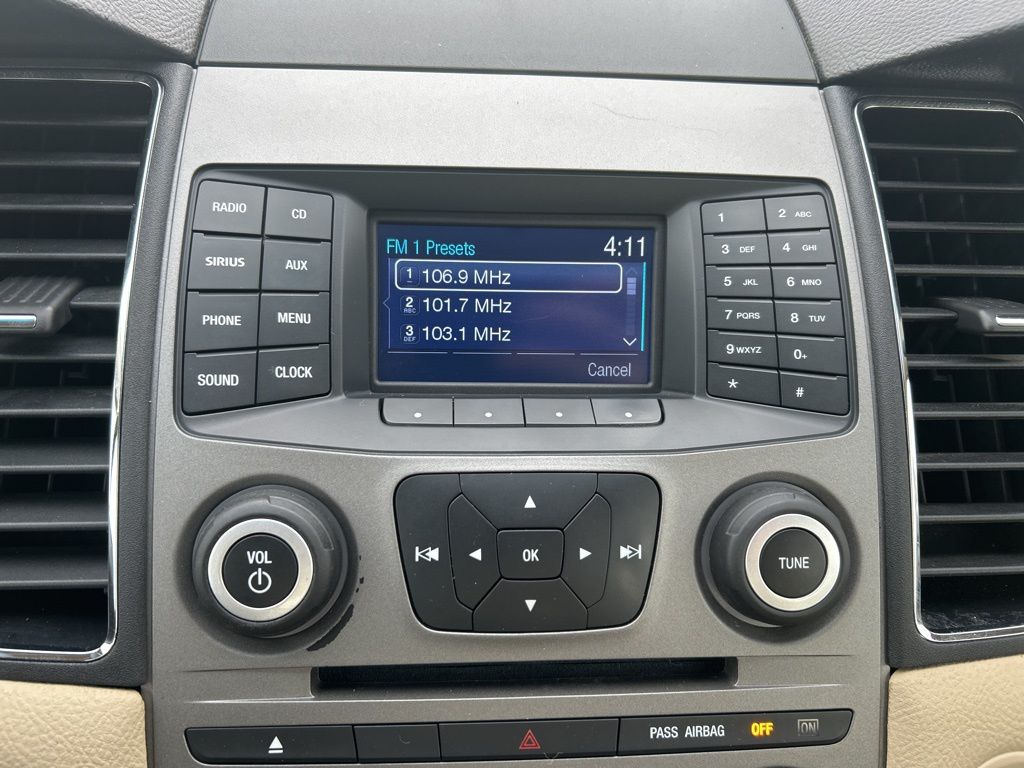 RADIO
CD
SIRIUS
AUX
PHONE
MENU
SOUND
CLOCK
FM 1 Presets 4:11
1 106.9 MHz
2 ABC 101.7 MHz
3 DEF 103.1 MHz
Cancel
1
2 ABC
3 DEF
4 GHI
5 JKL
6 MNO
7 PQRS
8 TUV
9 WXYZ
0+
*
#
VOL
OK
TUNE
PASS AIRBAG OFF ON